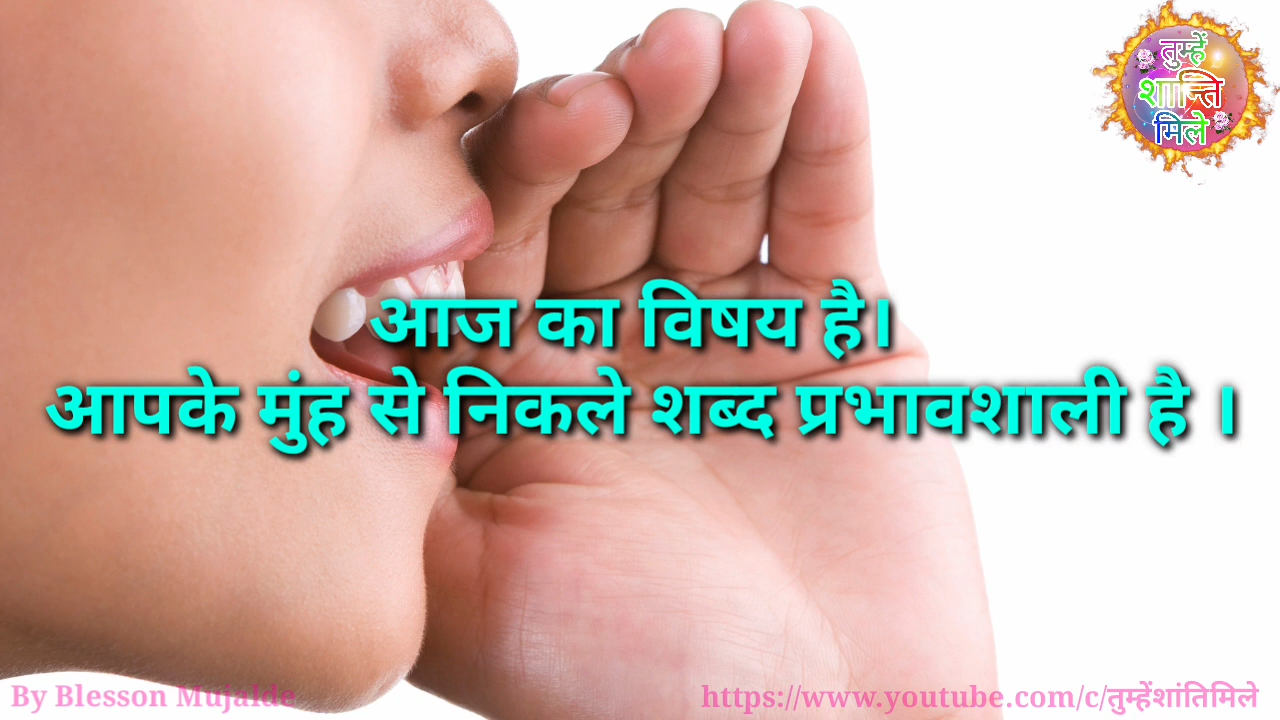 तुम्हें
शान्ति
मिले
आज का विषय है।
आपके मुंह से निकले शब्द प्रभावशाली है ।
By Blesson Mujalde
https://www.youtube.com/c/तुम्हेंशांतिमिले